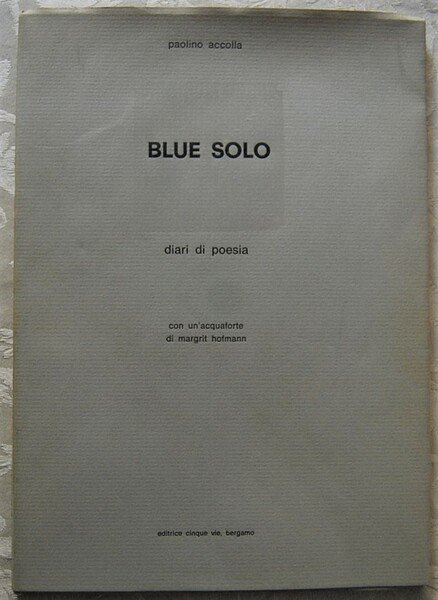 paolino accolla
BLUE SOLO
diari di poesia
con un'acquaforte
di margrit hofmann
editrice cinque vie, bergamo